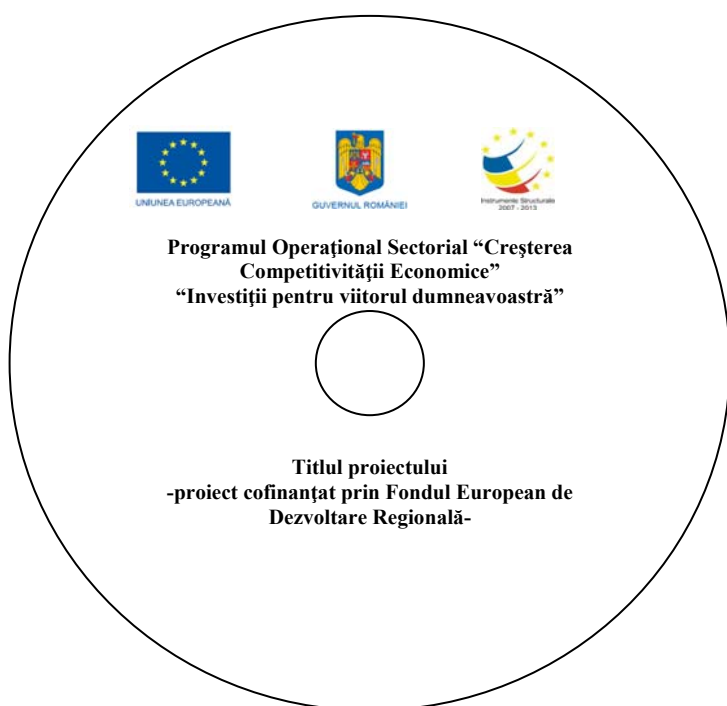 UNIUNEA EUROPEANĂ
GUVERNUL ROMÂNIEI
Instrumente Structurale
2007 - 2013
Programul Operaţional Sectorial “Creşterea
Competitivităţii Economice”
“Investiţii pentru viitorul dumneavoastră”
Titlul proiectului
-proiect cofinanţat prin Fondul European de
Dezvoltare Regională-